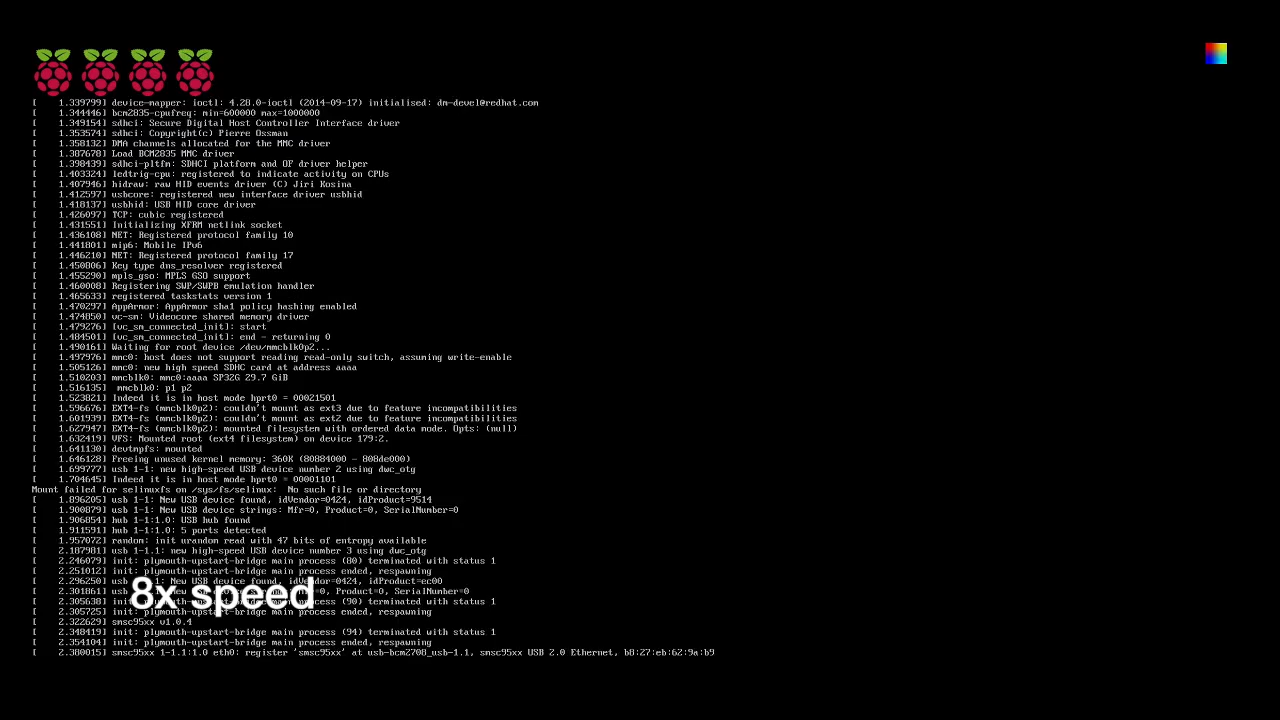 [    1.339799] device-mapper: ioctl: 4.28.0-ioctl (2014-09-17) initialised: dm-devel@redhat.com
[    1.344446] bcm2835-cpufreq: min=600000 max=1000000
[    1.349154] sdhci: Secure Digital Host Controller Interface driver
[    1.353574] sdhci: Copyright(c) Pierre Ossman
[    1.358132] DMA channels allocated for the MMC driver
[    1.387678] Load BCM2835 MMC driver
[    1.398439] sdhci-pltfm: SDHCI platform and OF driver helper
[    1.403324] ledtrig-cpu: registered to indicate activity on CPUs
[    1.407946] hidraw: raw HID events driver (C) Jiri Kosina
[    1.412597] usbcore: registered new interface driver usbhid
[    1.418137] usbhid: USB HID core driver
[    1.426097] TCP: cubic registered
[    1.431551] Initializing XFRM netlink socket
[    1.436108] NET: Registered protocol family 10
[    1.441801] mip6: Mobile IPv6
[    1.446210] NET: Registered protocol family 17
[    1.450806] Key type dns_resolver registered
[    1.455290] mpls_gso: MPLS GSO support
[    1.460008] Registering SWP/SWPB emulation handler
[    1.465633] registered taskstats version 1
[    1.470297] AppArmor: AppArmor sha1 policy hashing enabled
[    1.474850] vc-sm: Videocore shared memory driver
[    1.479276] [vc_sm_connected_init]: start
[    1.484501] [vc_sm_connected_init]: end - returning 0
[    1.490161] Waiting for root device /dev/mmcblk0p2...
[    1.497976] mmc0: host does not support reading read-only switch, assuming write-enable
[    1.505126] mmc0: new high speed SDHC card at address aaaa
[    1.510203] mmcblk0: mmc0:aaaa SP32G 29.7 GiB
[    1.516135]  mmcblk0: p1 p2
[    1.523821] Indeed it is in host mode hprt0 = 00021501
[    1.596676] EXT4-fs (mmcblk0p2): couldn't mount as ext3 due to feature incompatibilities
[    1.601939] EXT4-fs (mmcblk0p2): couldn't mount as ext2 due to feature incompatibilities
[    1.627947] EXT4-fs (mmcblk0p2): mounted filesystem with ordered data mode. Opts: (null)
[    1.632419] VFS: Mounted root (ext4 filesystem) on device 179:2.
[    1.641130] devtmpfs: mounted
[    1.646128] Freeing unused kernel memory: 360K (80884000 - 808de000)
[    1.699777] usb 1-1: new high-speed USB device number 2 using dwc_otg
[    1.704645] Indeed it is in host mode hprt0 = 00001101
Mount failed for selinuxfs on /sys/fs/selinux:  No such file or directory
[    1.896205] usb 1-1: New USB device found, idVendor=0424, idProduct=9514
[    1.900879] usb 1-1: New USB device strings: Mfr=0, Product=0, SerialNumber=0
[    1.906854] hub 1-1:1.0: USB hub found
[    1.911591] hub 1-1:1.0: 5 ports detected
[    1.957072] random: init urandom read with 47 bits of entropy available
[    2.187981] usb 1-1.1: new high-speed USB device number 3 using dwc_otg
[    2.246079] init: plymouth-upstart-bridge main process (80) terminated with status 1
[    2.251012] init: plymouth-upstart-bridge main process ended, respawning
[    2.296250] usb 1.1: New USB device found, idVendor=0424, idProduct=ec00
[    2.301861] usb =0, Product=0, SerialNumber=0
8x speed
[    2.305638] init: plymouth-upstart-bridge main process (90) terminated with status 1
[    2.305725] init: plymouth-upstart-bridge main process ended, respawning
[    2.322629] smsc95xx v1.0.4
[    2.348419] init: plymouth-upstart-bridge main process (94) terminated with status 1
[    2.354104] init: plymouth-upstart-bridge main process ended, respawning
[    2.380015] smsc95xx 1-1.1:1.0 eth0: register 'smsc95xx' at usb-bcm2708_usb-1.1, smsc95xx USB 2.0 Ethernet, b8:27:eb:62:9a:b9